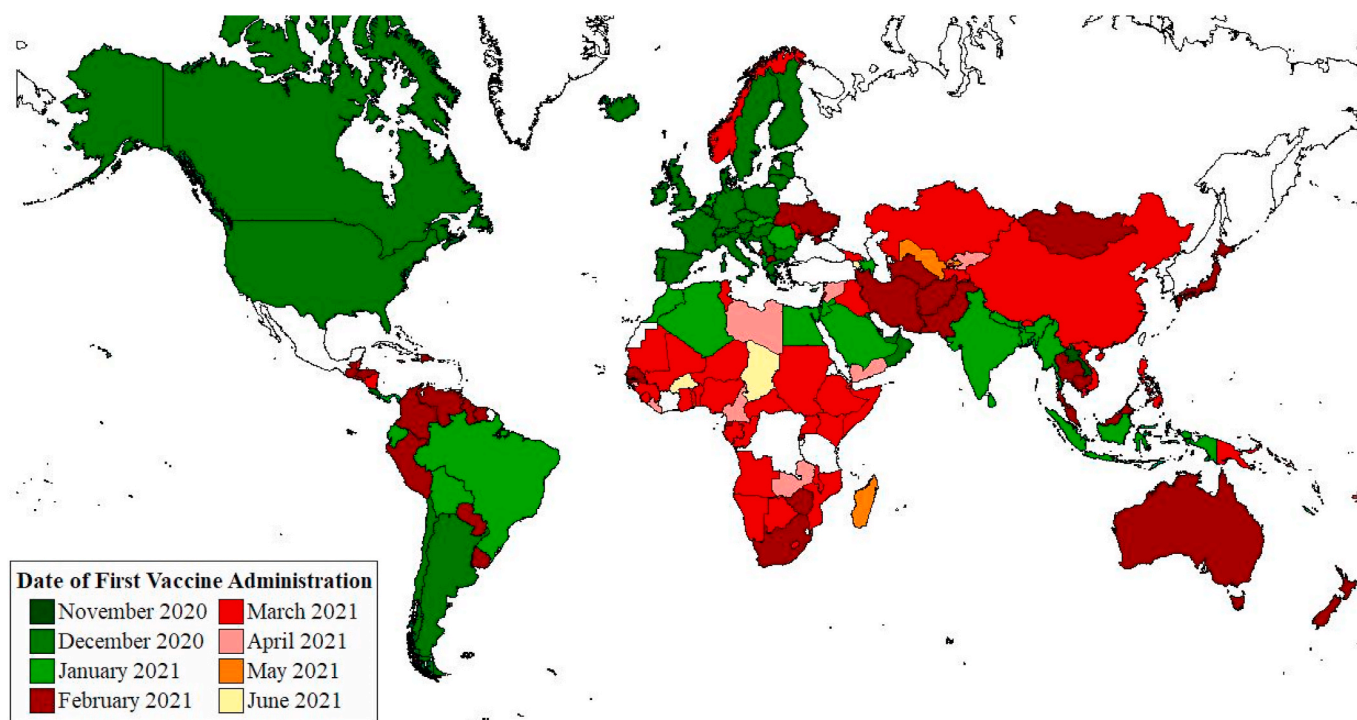 Date of First Vaccine Administration
November 2020
December 2020
January 2021
February 2021
March 2021
April 2021
May 2021
June 2021